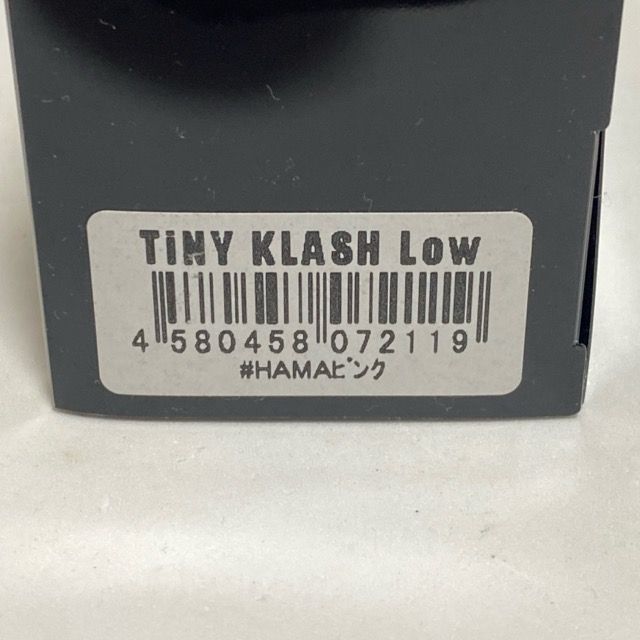 TiNY KLASH Low
4 580458 072119
#HAMAピンク